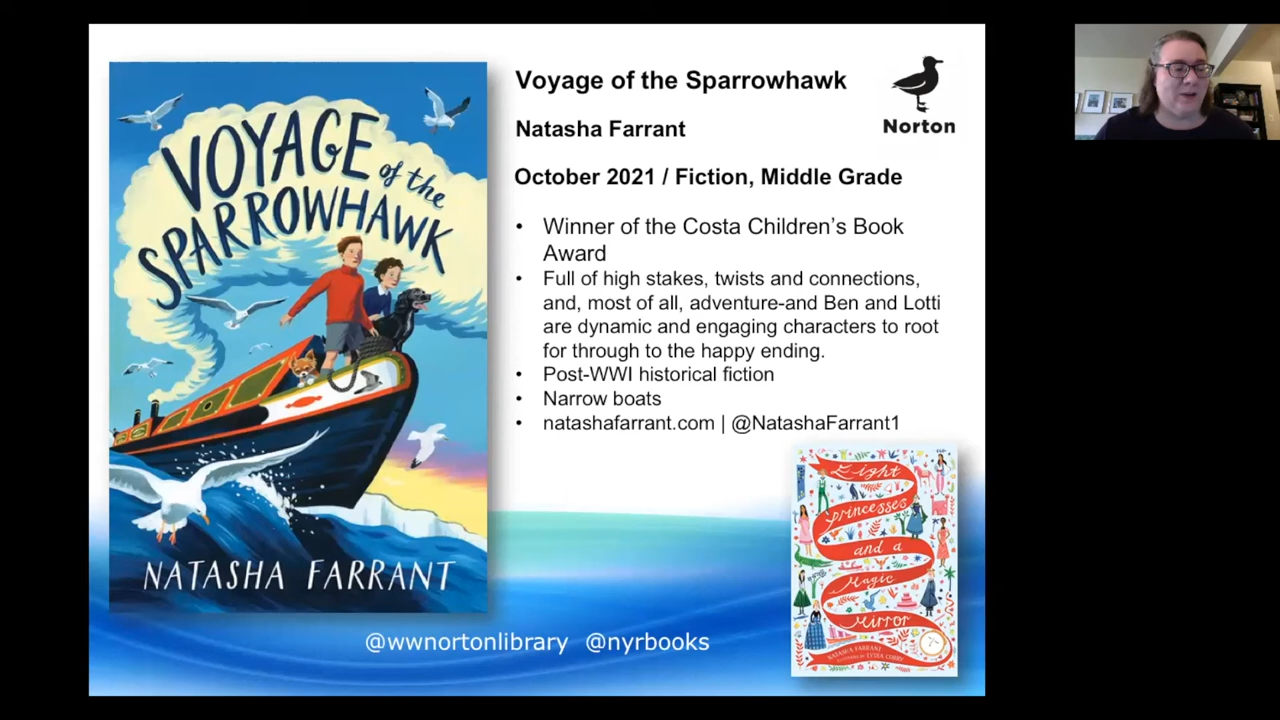 VOYAGE
of the
SPARROWHAWK
NATASHA FARRANT
Voyage of the Sparrowhawk
Norton
Natasha Farrant
October 2021 / Fiction, Middle Grade
• Winner of the Costa Children’s Book
Award
• Full of high stakes, twists and connections,
and, most of all, adventure-and Ben and Lotti
are dynamic and engaging characters to root
for through to the happy ending.
• Post-WWI historical fiction
• Narrow boats
• natashafarrant.com | @NatashaFarrant1
Eight
Princesses
and a
Magic
Mirror
NATASHA FARRANT
@wwnortonlibrary @nyrbooks